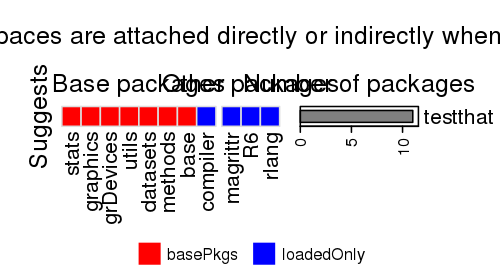 paces are attached directly or indirectly when
Base packages Other packages Number of packages
Suggests
testthat
stats
graphics
grDevices
utils
datasets
methods
base
compiler
magrittr
R6
rlang
0 5 10
basePkgs loadedOnly